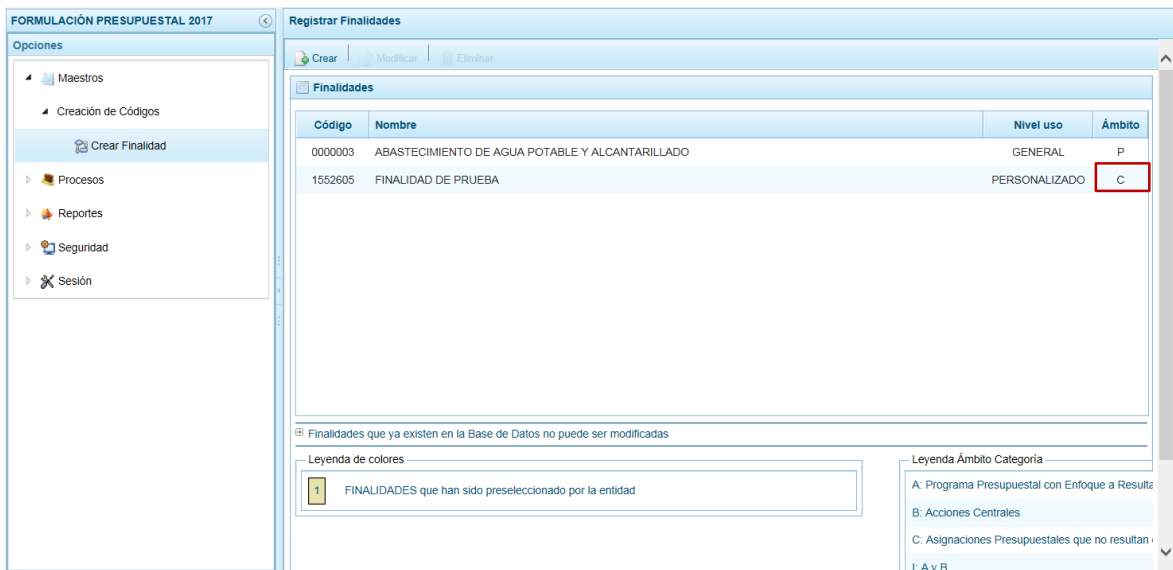 FORMULACIÓN PRESUPUESTAL 2017
Opciones
Maestros
Creación de Códigos
Crear Finalidad
Procesos
Reportes
Seguridad
Sesión
Registrar Finalidades
Crear Modificar Eliminar
Finalidades
Código Nombre Nivel uso Ámbito
0000003 ABASTECIMIENTO DE AGUA POTABLE Y ALCANTARILLADO GENERAL P
1552605 FINALIDAD DE PRUEBA PERSONALIZADO C
Finalidades que ya existen en la Base de Datos no puede ser modificadas
Leyenda de colores
1 FINALIDADES que han sido preseleccionado por la entidad
Leyenda Ámbito Categoría
A: Programa Presupuestal con Enfoque a Resulta
B: Acciones Centrales
C: Asignaciones Presupuestales que no resultan
I: A y B